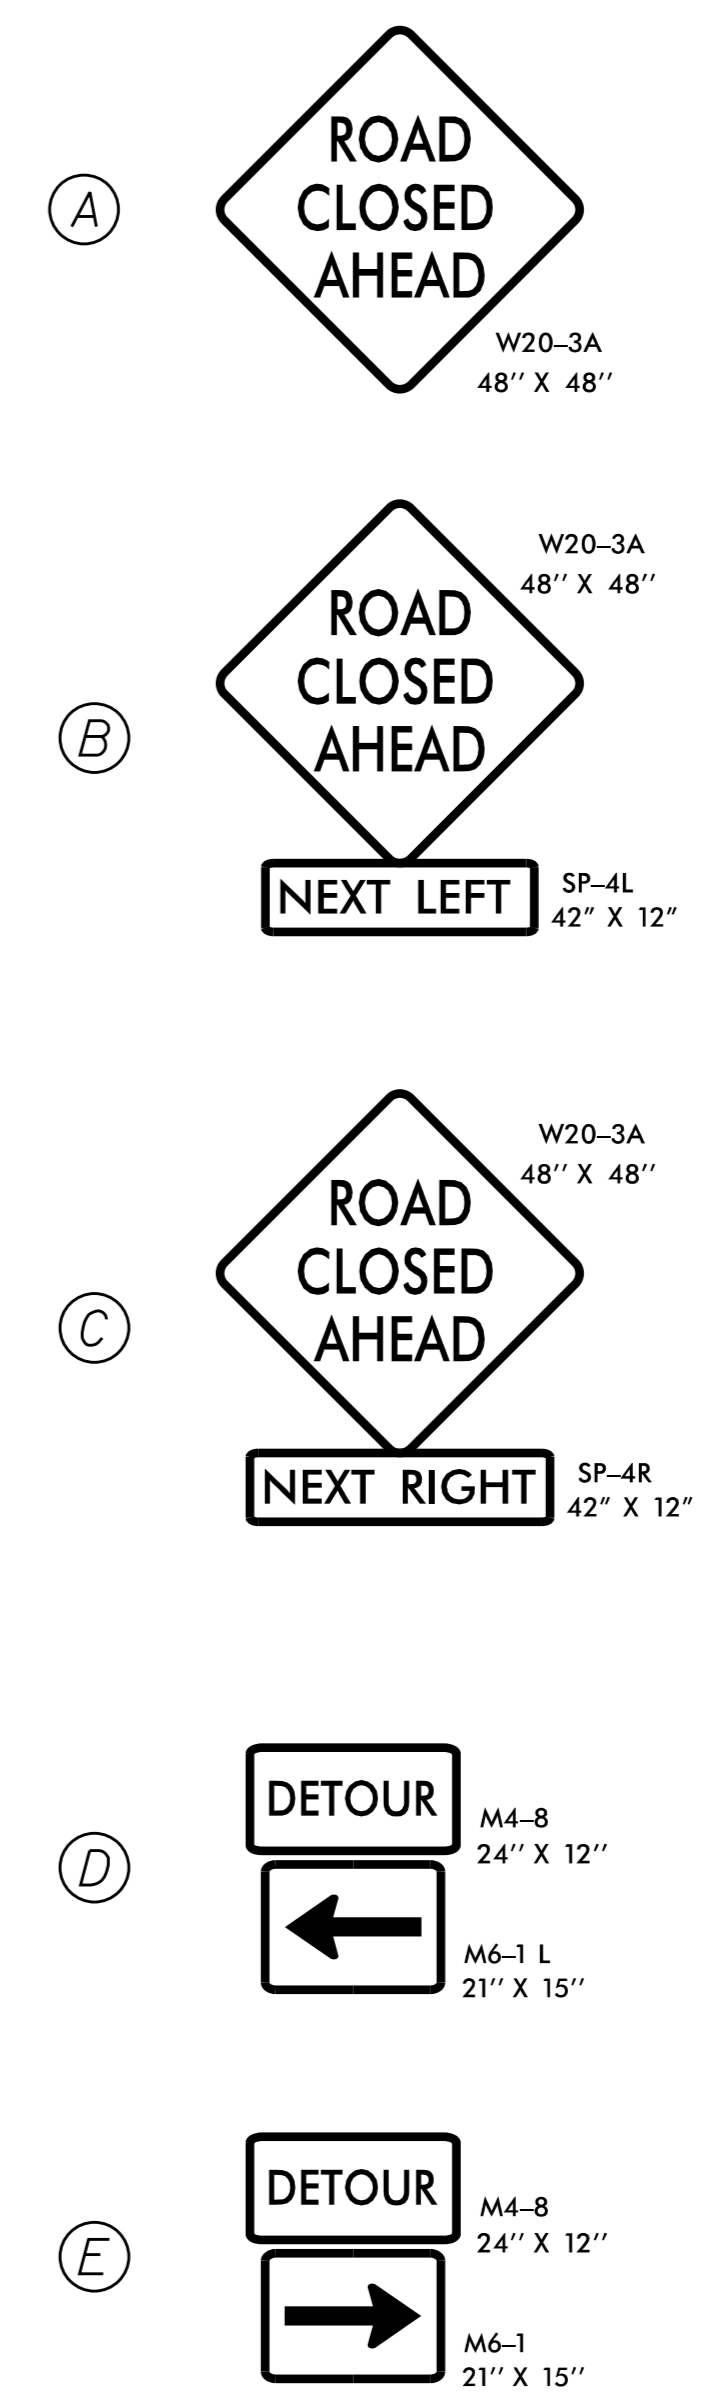 A
ROAD
CLOSED
AHEAD
W20–3A
48'' X 48''
B
ROAD
CLOSED
AHEAD
W20–3A
48'' X 48''
NEXT LEFT
SP–4L
42" X 12"
C
ROAD
CLOSED
AHEAD
W20–3A
48'' X 48''
NEXT RIGHT
SP–4R
42" X 12"
D
DETOUR
M4–8
24'' X 12''
M6–1 L
21'' X 15''
E
DETOUR
M4–8
24'' X 12''
M6–1
21'' X 15''